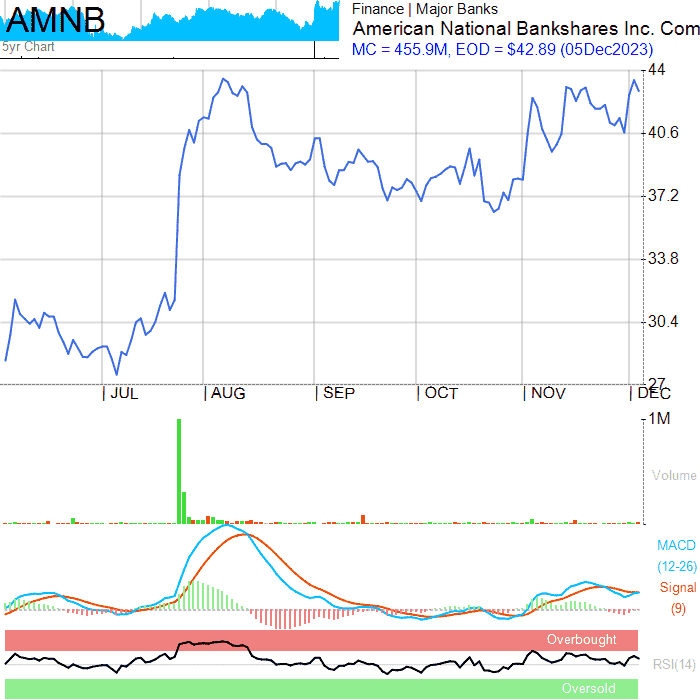 AMNB
5yr Chart
Finance | Major Banks
American National Bankshares Inc. Com
MC = 455.9M, EOD = $42.89 (05Dec2023)
44
40.6
37.2
33.8
30.4
27
JUL AUG SEP OCT NOV DEC
1M
Volume
MACD
(12-26)
Signal
(9)
Overbought
RSI(14)
Oversold